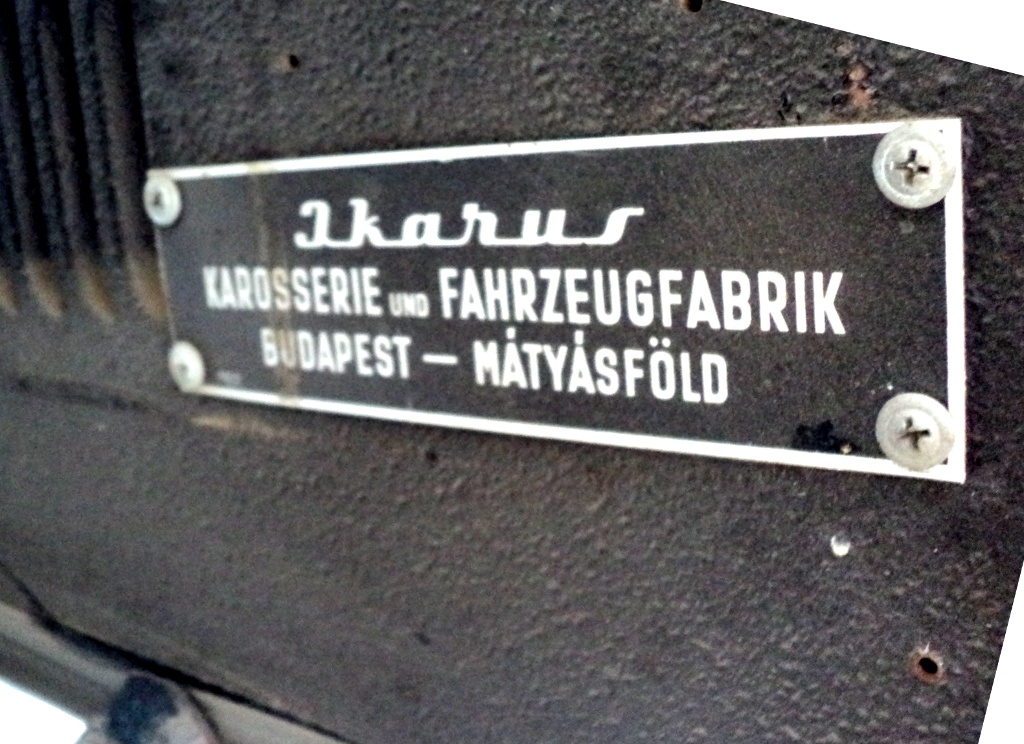 Ikarus
KAROSSERIE UND FAHRZEUGFABRIK
BUDAPEST — MÁTYÁSFÖLD